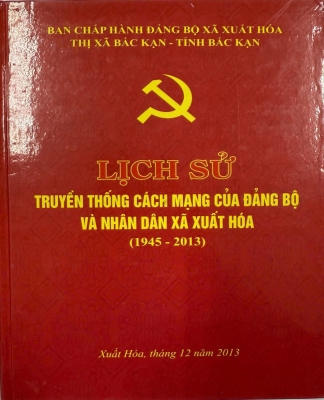 BAN CHẤP HÀNH ĐẢNG BỘ XÃ XUẤT HÓA
THỊ XÃ BẮC KẠN - TỈNH BẮC KẠN
LỊCH SỬ
TRUYỀN THỐNG CÁCH MẠNG CỦA ĐẢNG BỘ
VÀ NHÂN DÂN XÃ XUẤT HÓA
(1945 - 2013)
Xuất Hóa, tháng 12 năm 2013